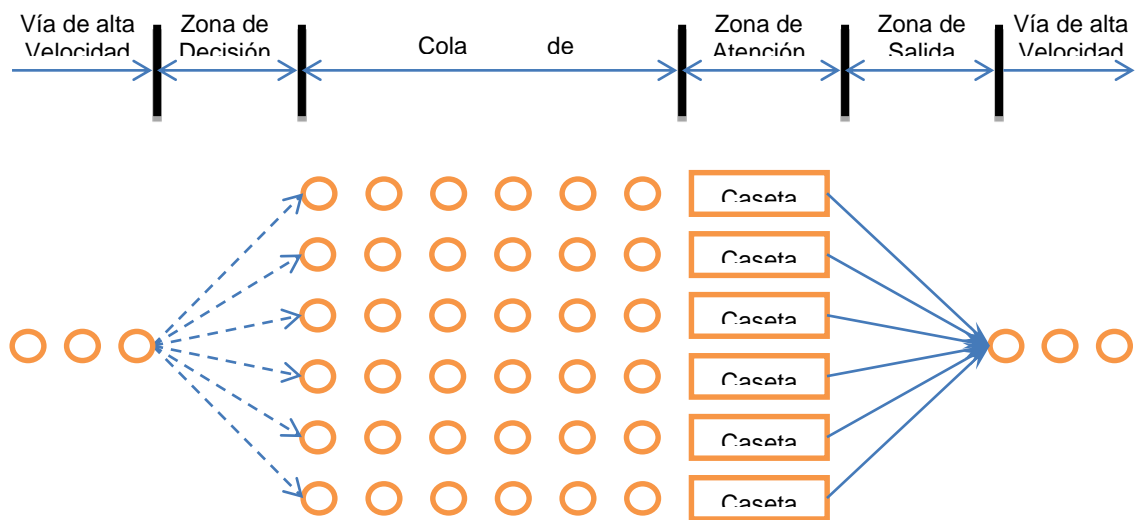 Vía de alta
Velocidad
Zona de
Decisión
Cola de
Zona de
Atención
Zona de
Salida
Vía de alta
Velocidad
Caseta
Caseta
Caseta
Caseta
Caseta
Caseta